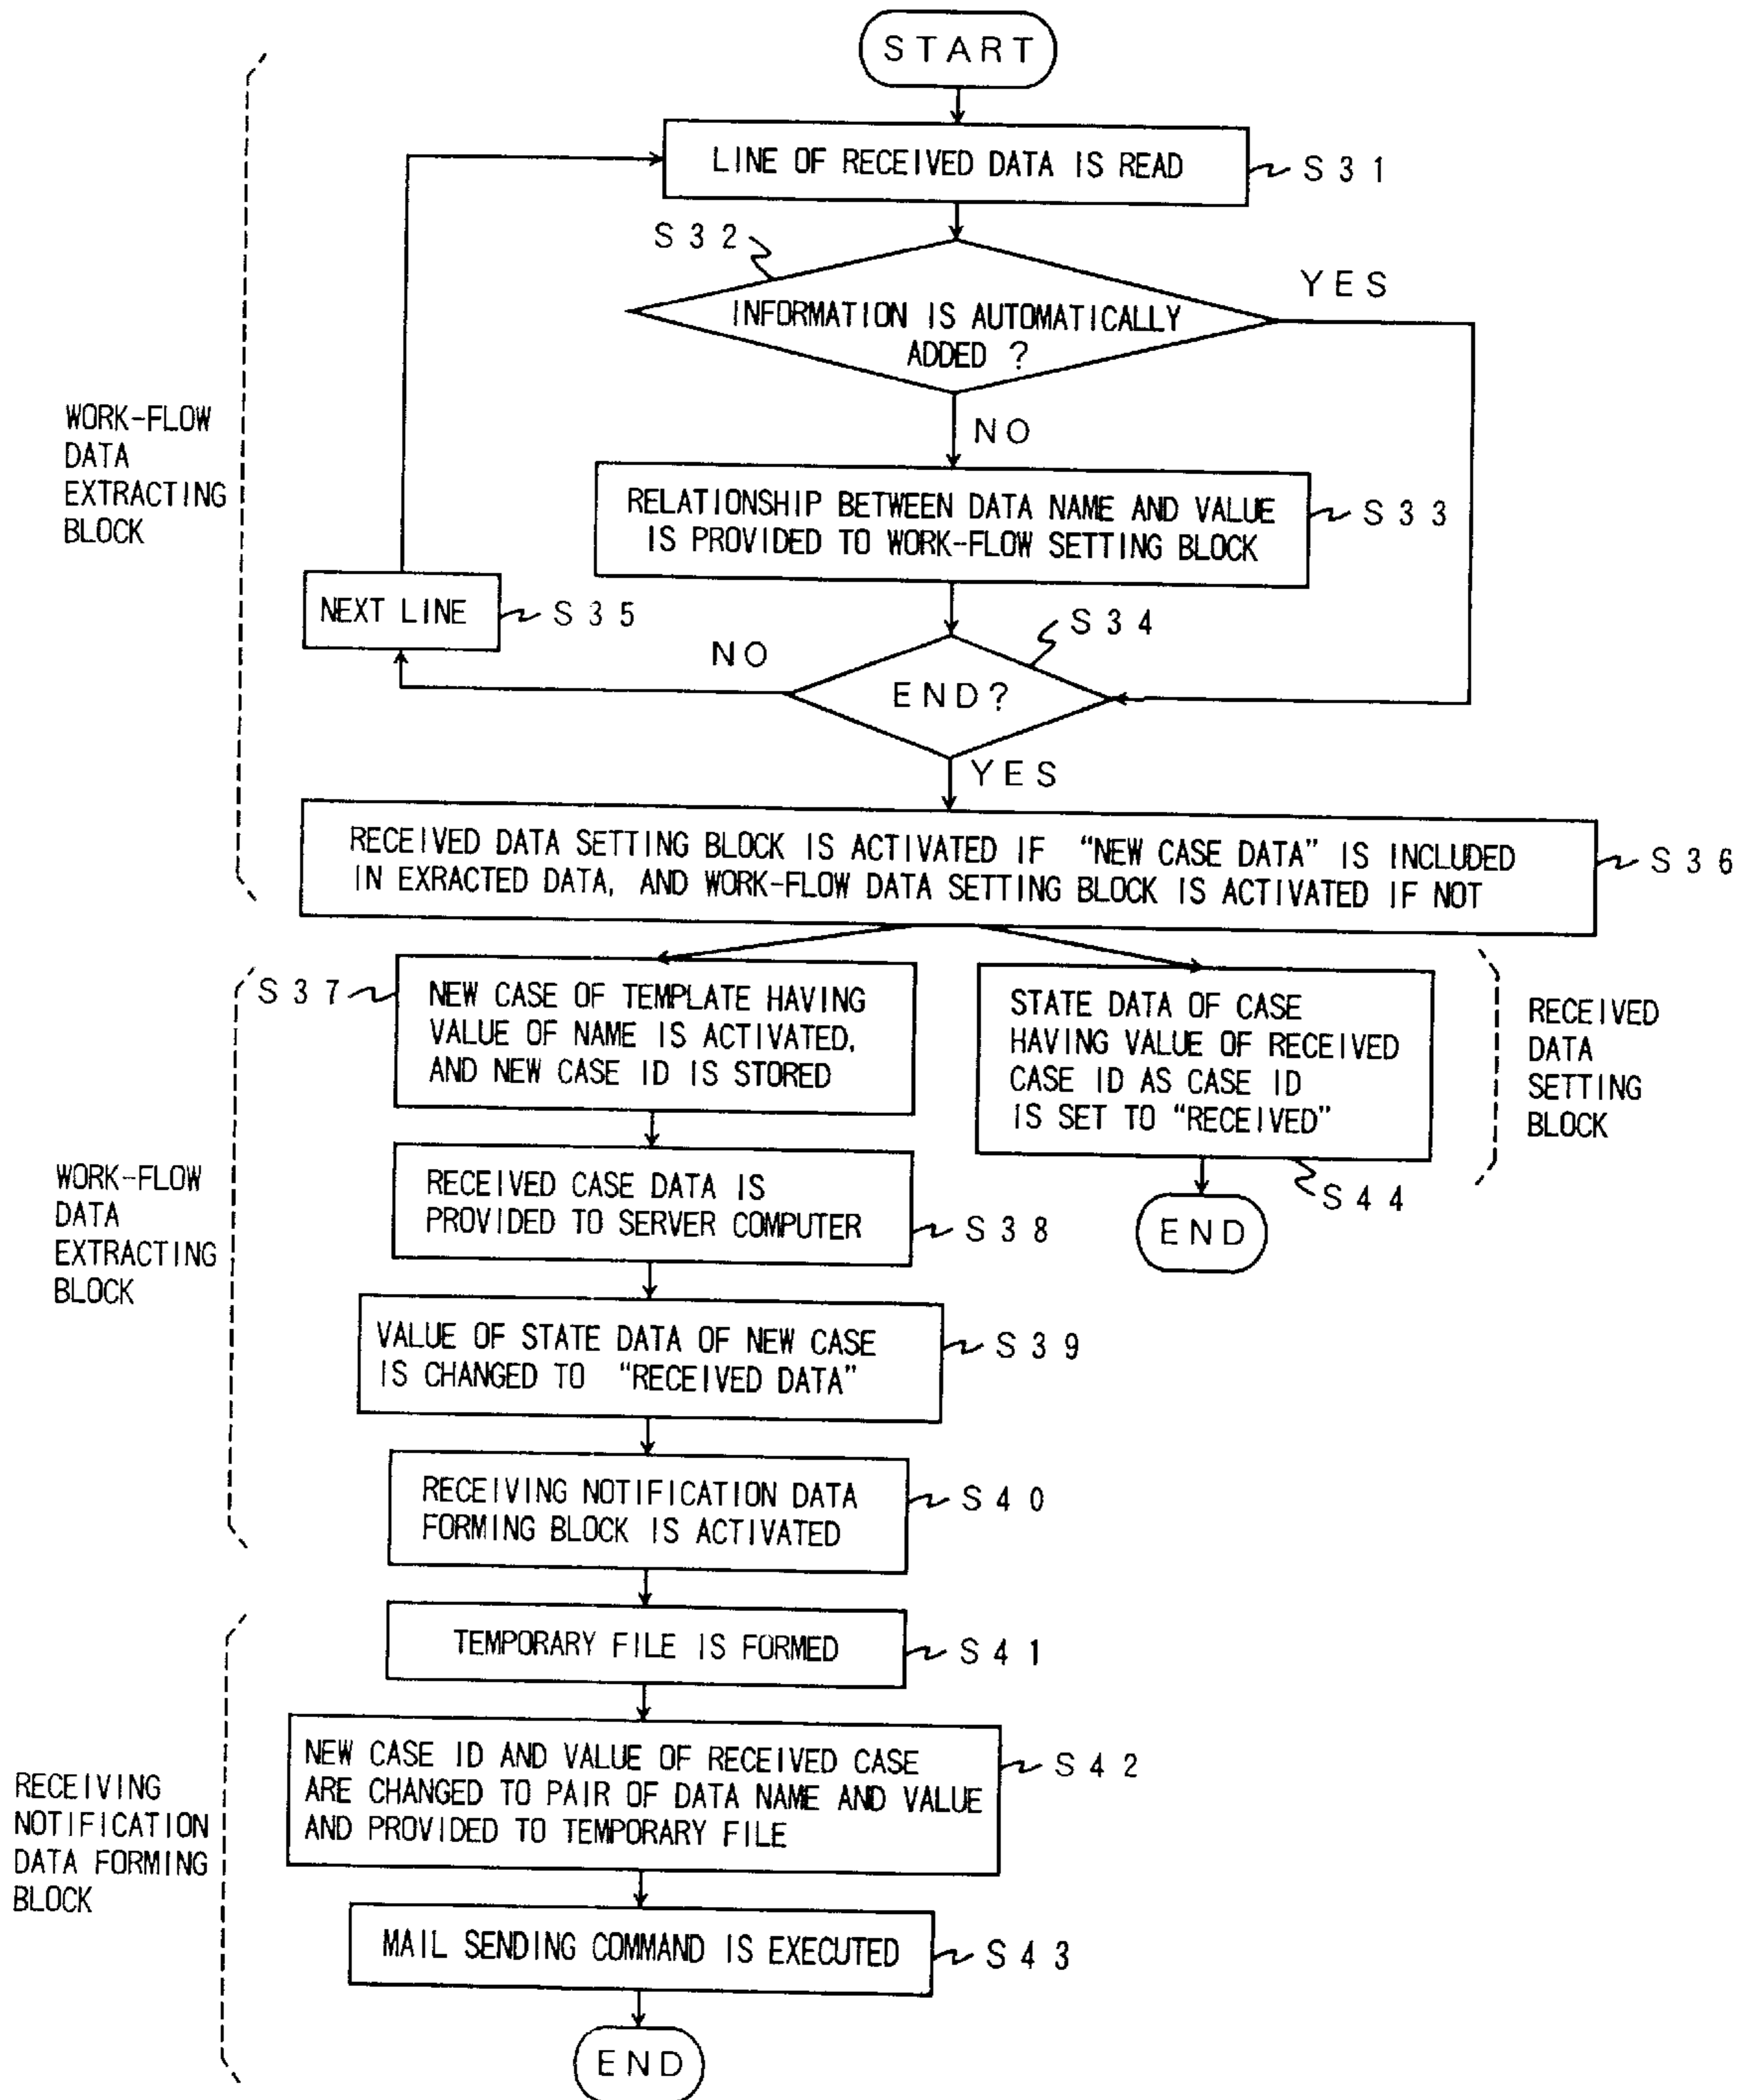 START
LINE OF RECEIVED DATA IS READ
S31
S32
YES
INFORMATION IS AUTOMATICALLY
ADDED ?
NO
WORK-FLOW
DATA
EXTRACTING
BLOCK
RELATIONSHIP BETWEEN DATA NAME AND VALUE
IS PROVIDED TO WORK-FLOW SETTING BLOCK
S33
NEXT LINE
S35
S34
NO
END?
YES
RECEIVED DATA SETTING BLOCK IS ACTIVATED IF “NEW CASE DATA” IS INCLUDED
IN EXRACTED DATA, AND WORK-FLOW DATA SETTING BLOCK IS ACTIVATED IF NOT
S36
S37
NEW CASE OF TEMPLATE HAVING
VALUE OF NAME IS ACTIVATED,
AND NEW CASE ID IS STORED
STATE DATA OF CASE
HAVING VALUE OF RECEIVED
CASE ID AS CASE ID
IS SET TO “RECEIVED”
RECEIVED
DATA
SETTING
BLOCK
S44
END
WORK-FLOW
DATA
EXTRACTING
BLOCK
RECEIVED CASE DATA IS
PROVIDED TO SERVER COMPUTER
S38
VALUE OF STATE DATA OF NEW CASE
IS CHANGED TO “RECEIVED DATA”
S39
RECEIVING NOTIFICATION DATA
FORMING BLOCK IS ACTIVATED
S40
TEMPORARY FILE IS FORMED
S41
RECEIVING
NOTIFICATION
DATA FORMING
BLOCK
NEW CASE ID AND VALUE OF RECEIVED CASE
ARE CHANGED TO PAIR OF DATA NAME AND VALUE
AND PROVIDED TO TEMPORARY FILE
S42
MAIL SENDING COMMAND IS EXECUTED
S43
END